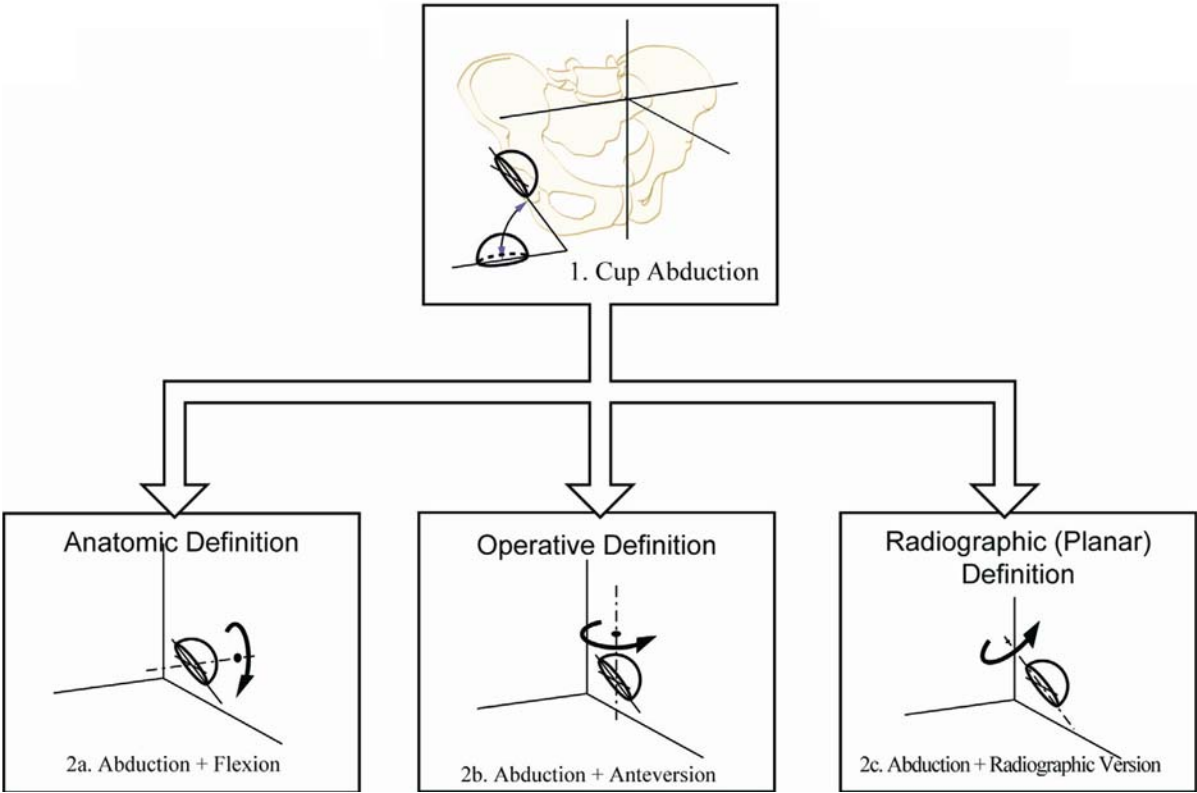 1. Cup Abduction
Anatomic Definition
2a. Abduction + Flexion
Operative Definition
2b. Abduction + Anteversion
Radiographic (Planar)
Definition
2c. Abduction + Radiographic Version